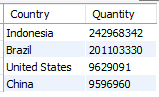 Country Quantity
Indonesia 242968342
Brazil 201103330
United States 9629091
China 9596960